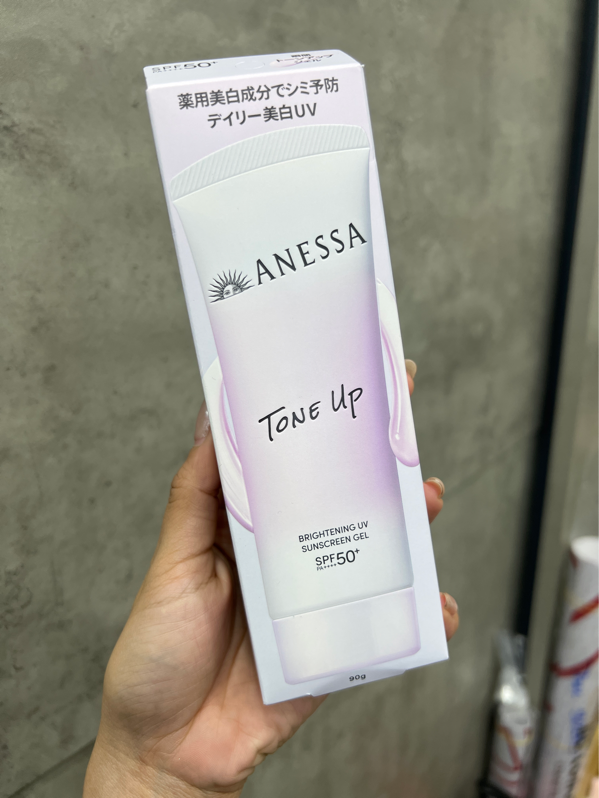 SPF50+
薬用美白成分でシミ予防
デイリー美白UV
ANESSA
TONE UP
BRIGHTENING UV
SUNSCREEN GEL
SPF50+
PA++++
90g